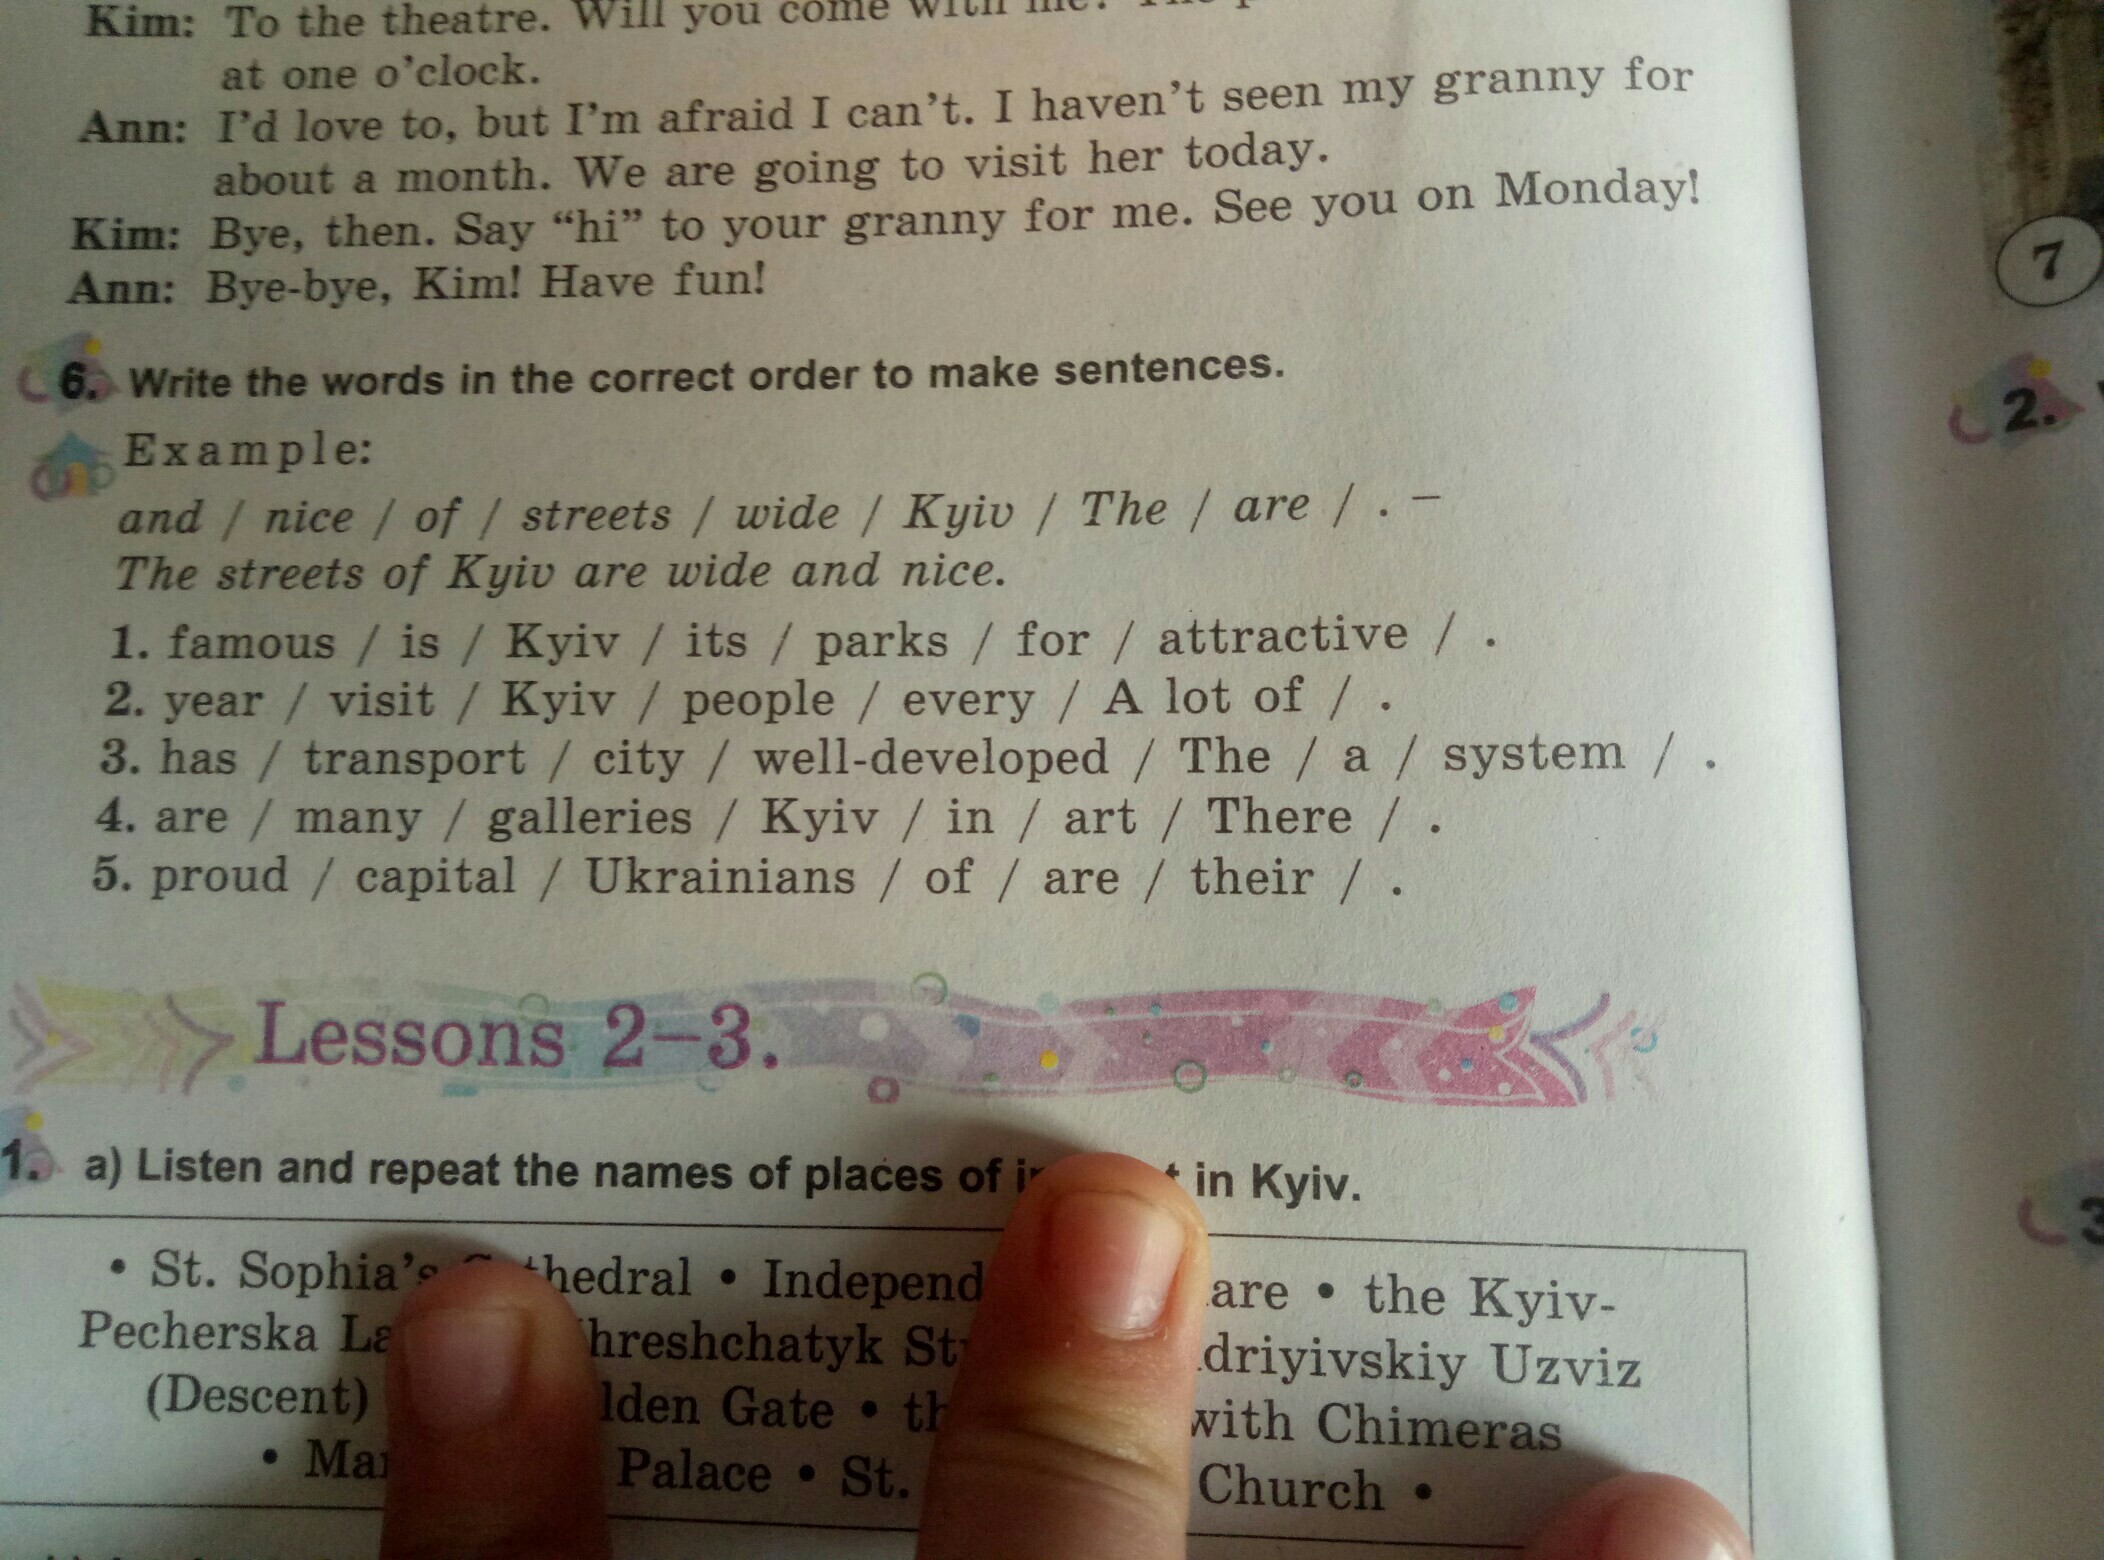 Kim: To the theatre. Will you come with me?
at one o'clock.
Ann: I'd love to, but I'm afraid I can't. I haven't seen my granny for
about a month. We are going to visit her today.
Kim: Bye, then. Say “hi” to your granny for me. See you on Monday!
Ann: Bye-bye, Kim! Have fun!
6. Write the words in the correct order to make sentences.
Example:
and / nice / of / streets / wide / Kyiv / The / are / . –
The streets of Kyiv are wide and nice.
1. famous / is / Kyiv / its / parks / for / attractive / .
2. year / visit / Kyiv / people / every / A lot of / .
3. has / transport / city / well-developed / The / a / system / .
4. are / many / galleries / Kyiv / in / art / There / .
5. proud / capital / Ukrainians / of / are / their / .
Lessons 2–3.
1. a) Listen and repeat the names of places of in Kyiv.
• St. Sophia's • the Kyiv-
Pecherska Uzviz
(Descent) Gate • with Chimeras
• Palace • St. Church •
7
2.
3